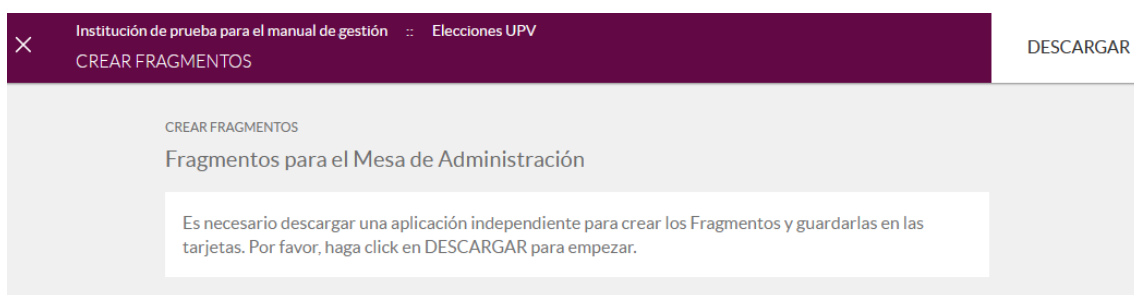 Institución de prueba para el manual de gestión :: Elecciones UPV
CREAR FRAGMENTOS
DESCARGAR
CREAR FRAGMENTOS
Fragmentos para el Mesa de Administración
Es necesario descargar una aplicación independiente para crear los Fragmentos y guardarlas en las
tarjetas. Por favor, haga click en DESCARGAR para empezar.